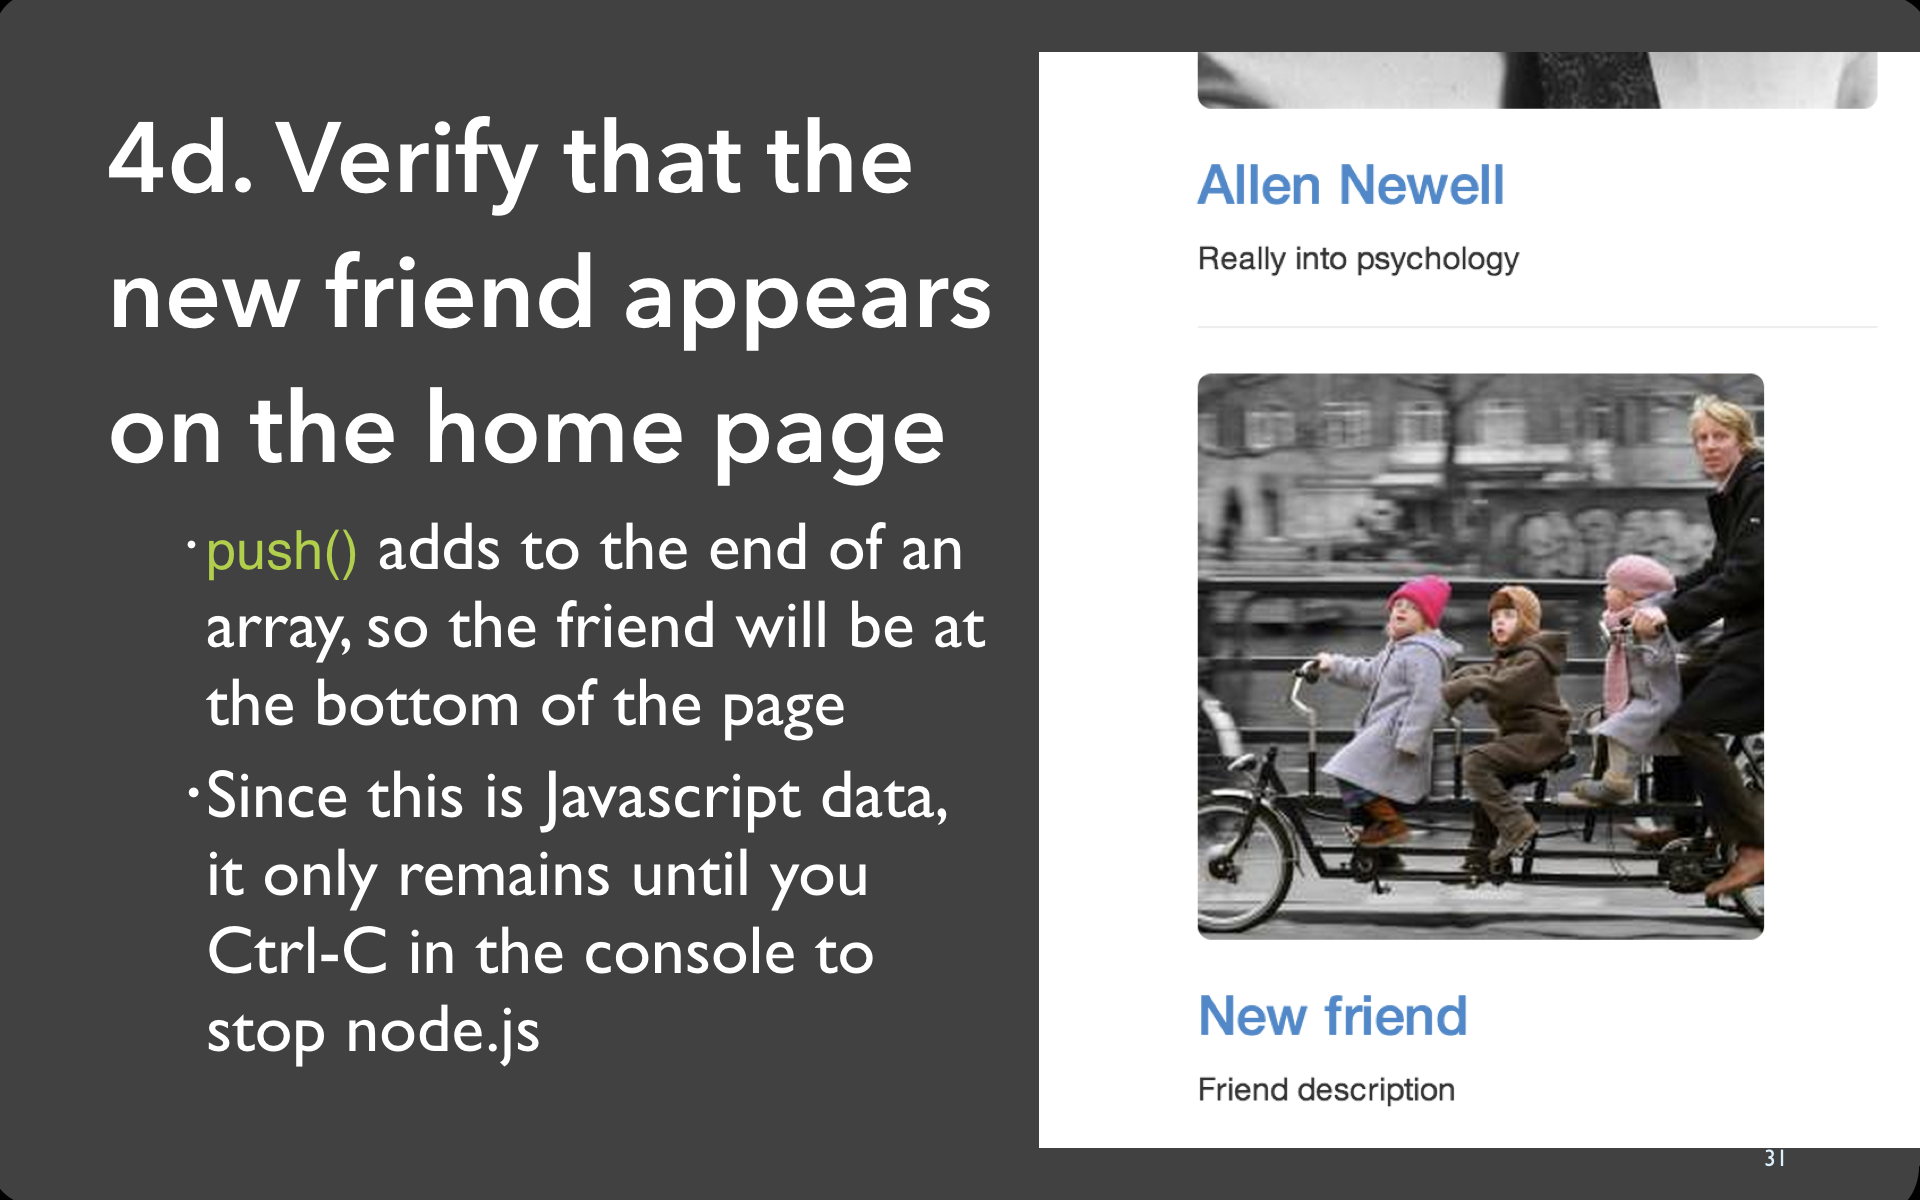 4d. Verify that the
new friend appears
on the home page
· push() adds to the end of an
array, so the friend will be at
the bottom of the page
· Since this is Javascript data,
it only remains until you
Ctrl-C in the console to
stop node.js
Allen Newell
Really into psychology
New friend
Friend description
31